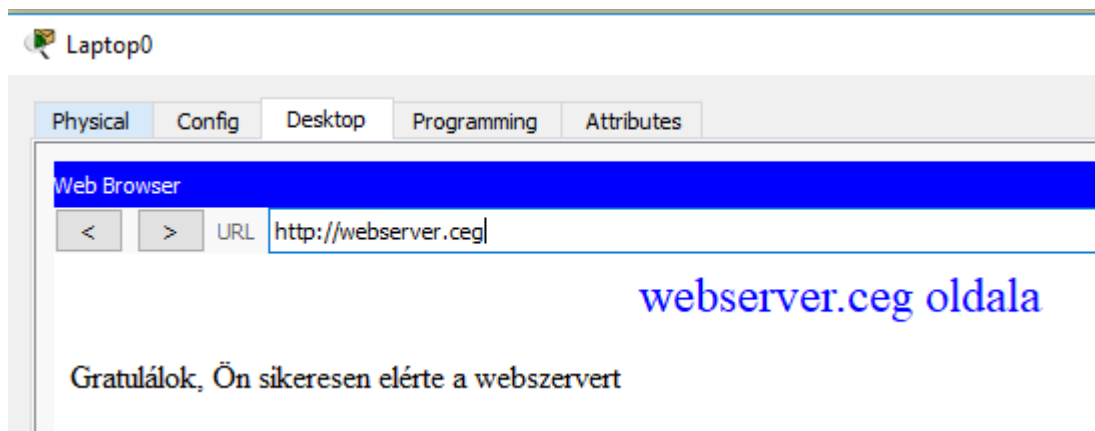 Laptop0
Physical Config Desktop Programming Attributes
Web Browser
< > URL http://webserver.ceg
webserver.ceg oldala
Gratulálok, Ön sikeresen elérte a webszervert